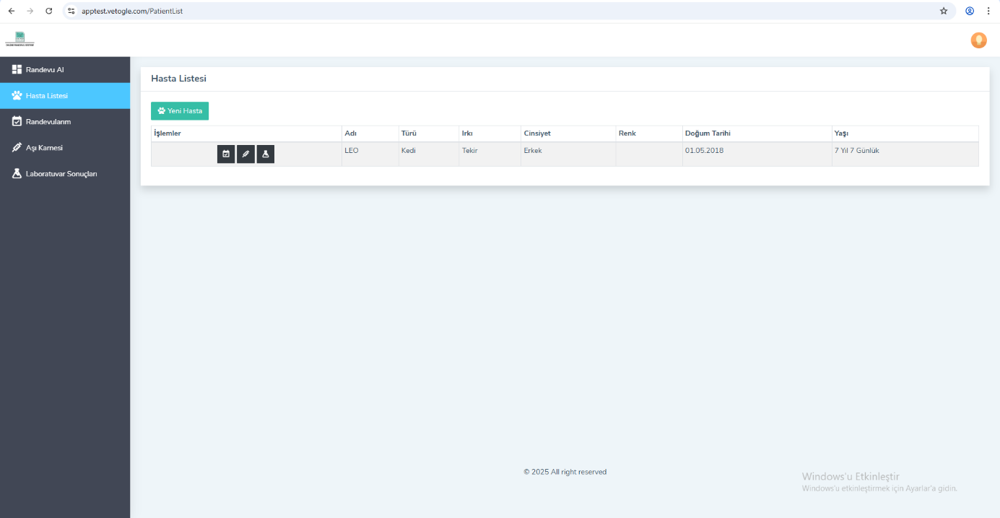 apptest.vetogle.com/PatientList
Randevu Al
Hasta Listesi
Randevularım
Aşı Karnesi
Laboratuvar Sonuçları
Hasta Listesi
Yeni Hasta
İşlemler Adı Türü Irkı Cinsiyet Renk Doğum Tarihi Yaşı
LEO Kedi Tekir Erkek 01.05.2018 7 Yıl 7 Günlük
© 2025 All right reserved
Windows'u Etkinleştir
Windows'u etkinleştirmek için Ayarlar'a gidin.